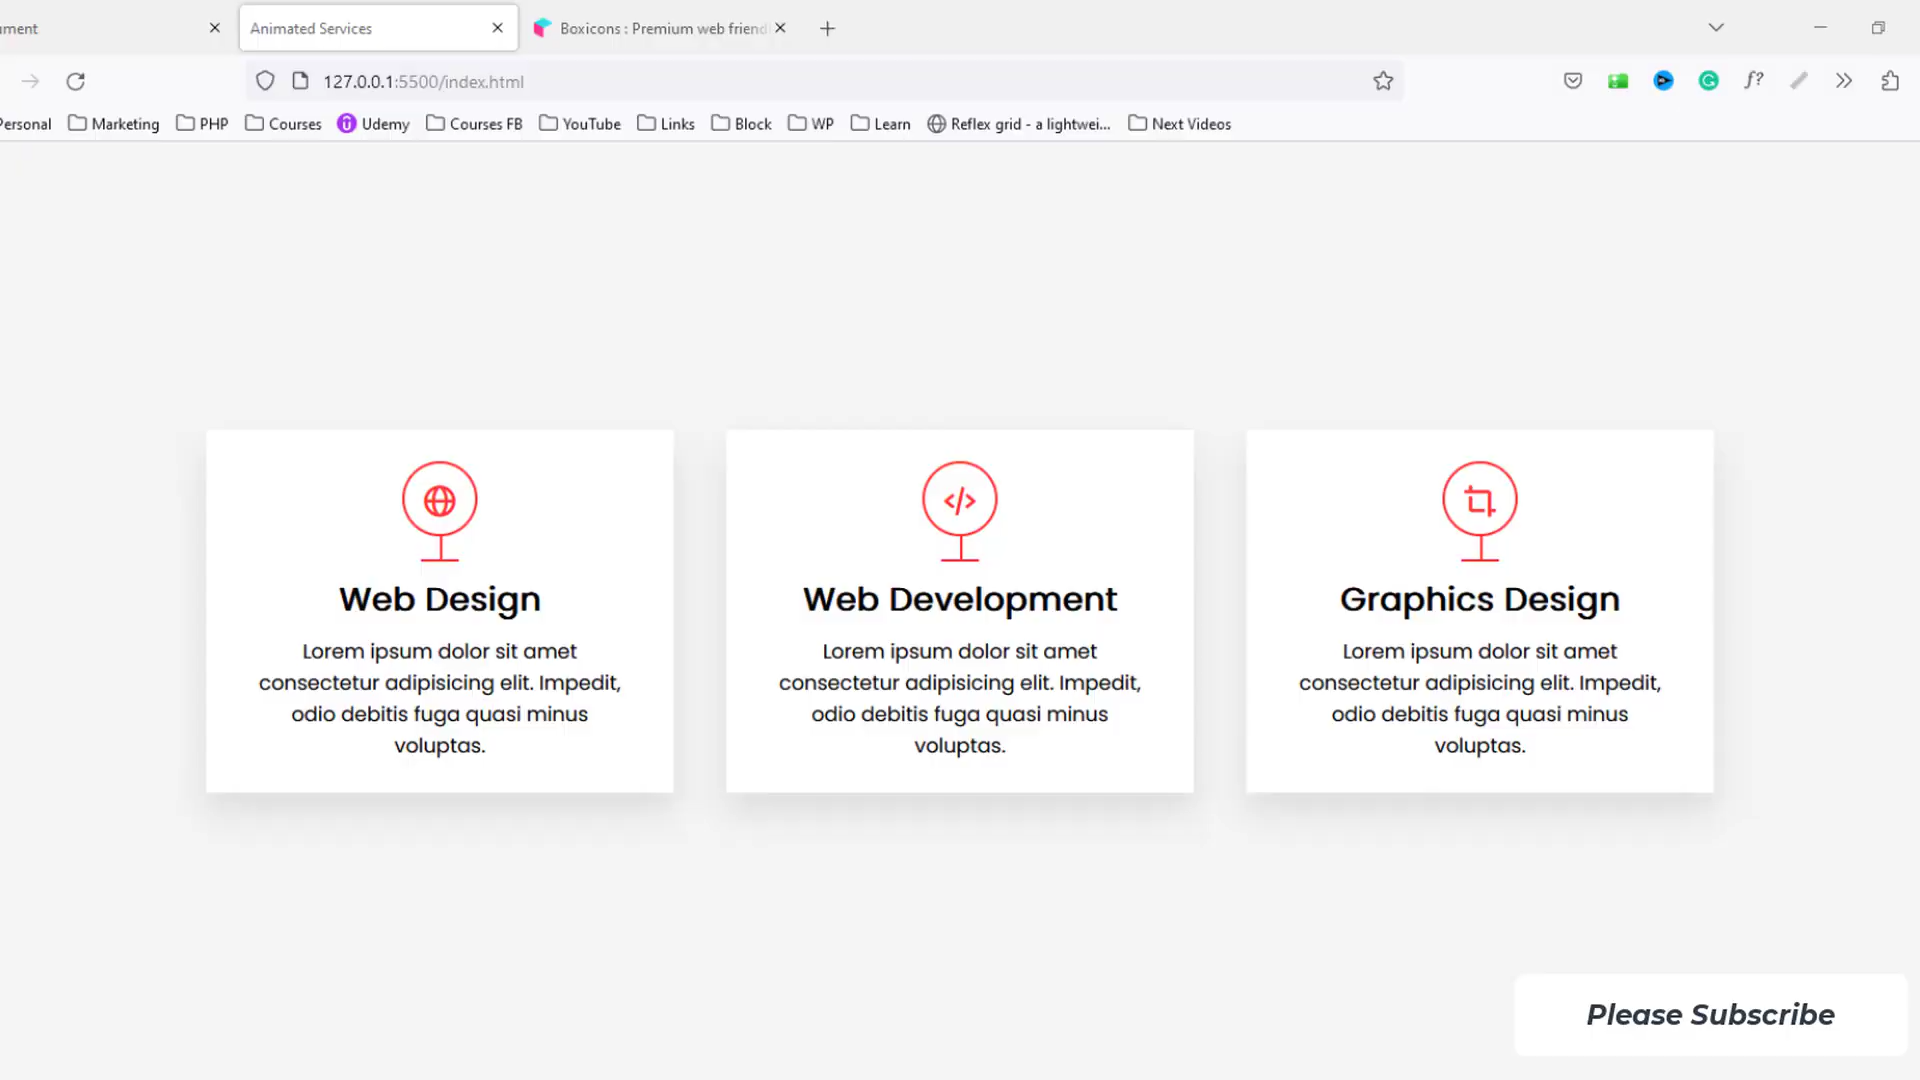 ument
Animated Services
Boxicons : Premium web friend
127.0.0.1:5500/index.html
Personal Marketing PHP Courses Udemy Courses FB YouTube Links Block WP Learn Reflex grid - a lightwei... Next Videos
Web Design
Lorem ipsum dolor sit amet
consectetur adipisicing elit. Impedit,
odio debitis fuga quasi minus
voluptas.
Web Development
Lorem ipsum dolor sit amet
consectetur adipisicing elit. Impedit,
odio debitis fuga quasi minus
voluptas.
Graphics Design
Lorem ipsum dolor sit amet
consectetur adipisicing elit. Impedit,
odio debitis fuga quasi minus
voluptas.
Please Subscribe